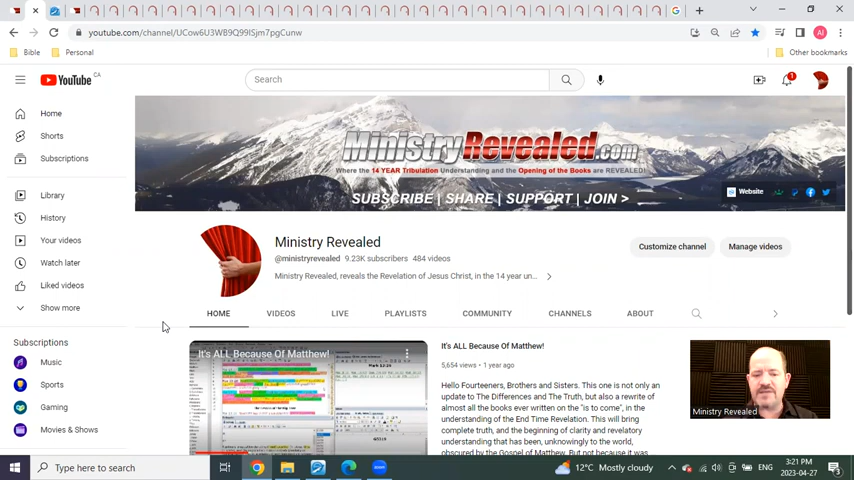 youtube.com/channel/UCow6U3WB9Q99ISjm7pgCunw
Bible
Personal
Other bookmarks
YouTube CA
Search
Home
Shorts
Subscriptions
Library
History
Your videos
Watch later
Liked videos
Show more
Subscriptions
Music
Sports
Gaming
Movies & Shows
MinistryRevealed.com
Where the 14 YEAR Tribulation Understanding and the Opening of the Books are REVEALED!
SUBSCRIBE | SHARE | SUPPORT | JOIN >
Website
Ministry Revealed
@ministryrevealed 9.23K subscribers 484 videos
Ministry Revealed, reveals the Revelation of Jesus Christ, in the 14 year un...
Customize channel
Manage videos
HOME
VIDEOS
LIVE
PLAYLISTS
COMMUNITY
CHANNELS
ABOUT
It's ALL Because Of Matthew!
It's ALL Because Of Matthew!
5,654 views • 1 year ago
Hello Fourteeners, Brothers and Sisters. This one is not only an
update to The Differences and The Truth, but also a rewrite of
almost all the books ever written on the "is to come", in the
understanding of the End Time Revelation. This will bring
complete truth, and the beginning of clarity and revelatory
understanding that has been, unknowingly to the world,
obscured by the Gospel of Matthew. But not because it was
Ministry Revealed
Type here to search
12°C Mostly cloudy
ENG
3:21 PM
2023-04-27